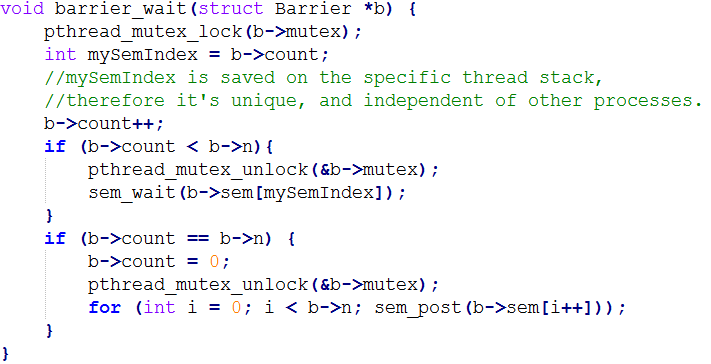 void barrier_wait(struct Barrier *b) {
    pthread_mutex_lock(b->mutex);
    int mySemIndex = b->count;
    //mySemIndex is saved on the specific thread stack,
    //therefore it's unique, and independent of other processes.
    b->count++;
    if (b->count < b->n){
        pthread_mutex_unlock(&b->mutex);
        sem_wait(b->sem[mySemIndex]);
    }
    if (b->count == b->n) {
        b->count = 0;
        pthread_mutex_unlock(&b->mutex);
        for (int i = 0; i < b->n; sem_post(b->sem[i++]));
    }
}